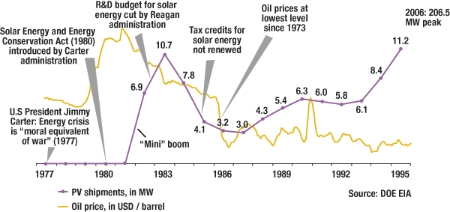 R&D budget for solar
energy cut by Reagan
administration
Oil prices at
lowest level
since 1973
2006: 206.5
MW peak
Solar Energy and Energy
Conservation Act (1980)
introduced by Carter
administration
Tax credits for
solar energy
not renewed
U.S President Jimmy
Carter: Energy crisis
is “moral equivalent
of war” (1977)
“Mini” boom
6.9
10.7
7.8
4.1
3.2
3.0
4.3
5.4
6.3
6.0
5.8
6.1
8.4
11.2
1977
1980
1983
1986
1989
1992
1995
PV shipments, in MW
Oil price, in USD / barrel
Source: DOE EIA